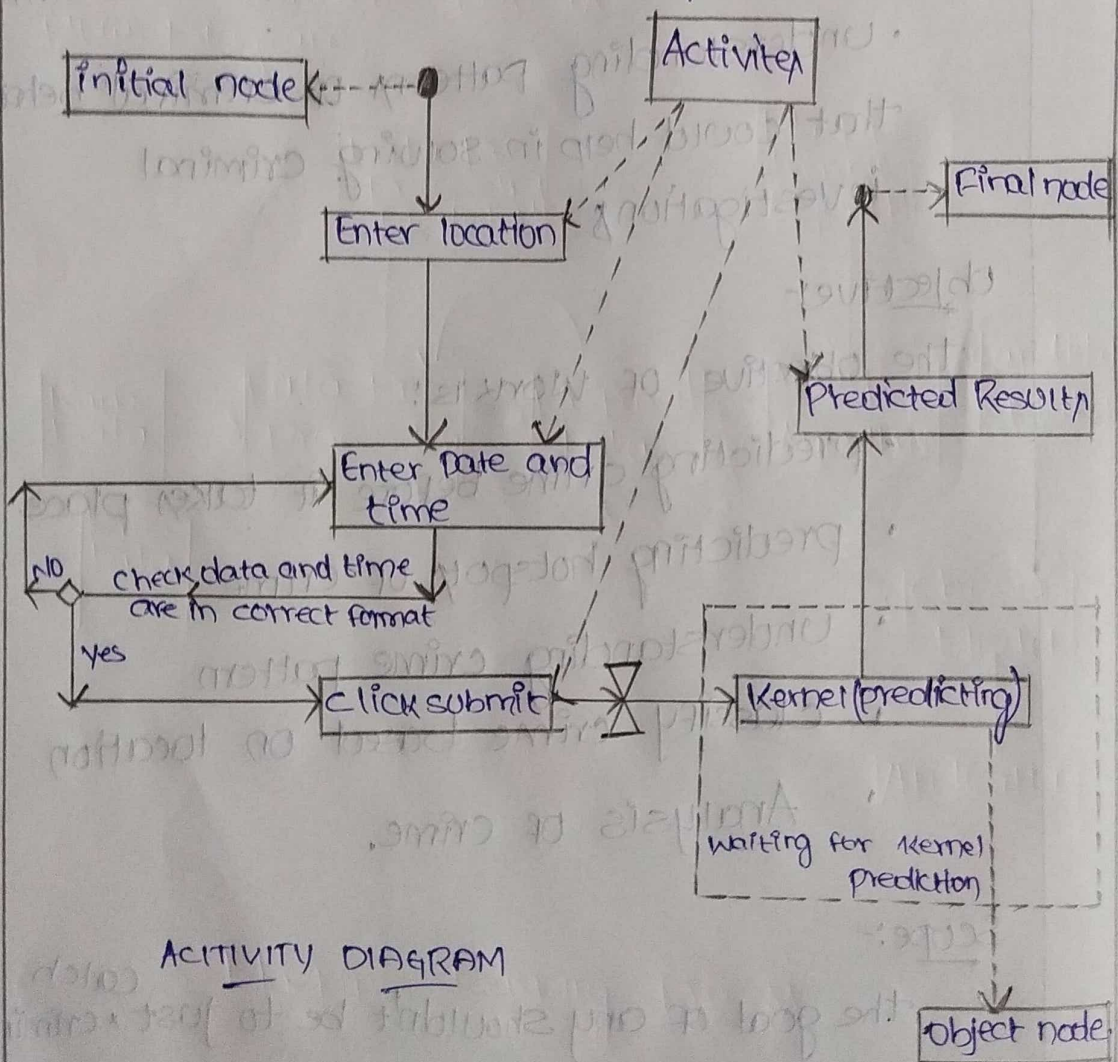 initial node
Activites
Final node
Enter location
Predicted Results
Enter Date and
time
NO
check data and time
are in correct format
yes
click submit
Kernel (predicting)
waiting for kernel
prediction
ACITIVITY DIAGRAM
Object node